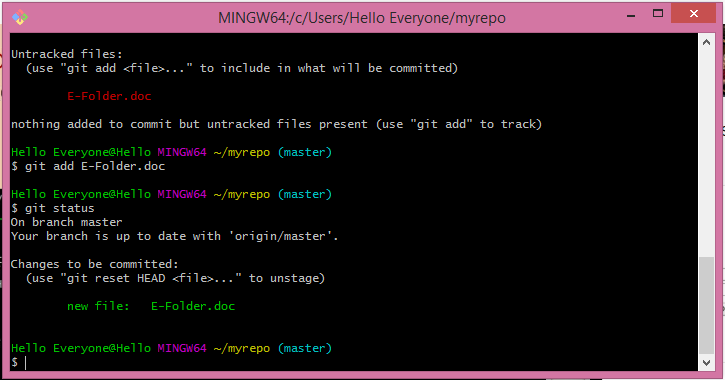 MINGW64:/c/Users/Hello Everyone/myrepo
Untracked files:
  (use "git add <file>..." to include in what will be committed)
        E-Folder.doc
nothing added to commit but untracked files present (use "git add" to track)
Hello Everyone@Hello MINGW64 ~/myrepo (master)
$ git add E-Folder.doc
Hello Everyone@Hello MINGW64 ~/myrepo (master)
$ git status
On branch master
Your branch is up to date with 'origin/master'.
Changes to be committed:
  (use "git reset HEAD <file>..." to unstage)
        new file:   E-Folder.doc
Hello Everyone@Hello MINGW64 ~/myrepo (master)
$